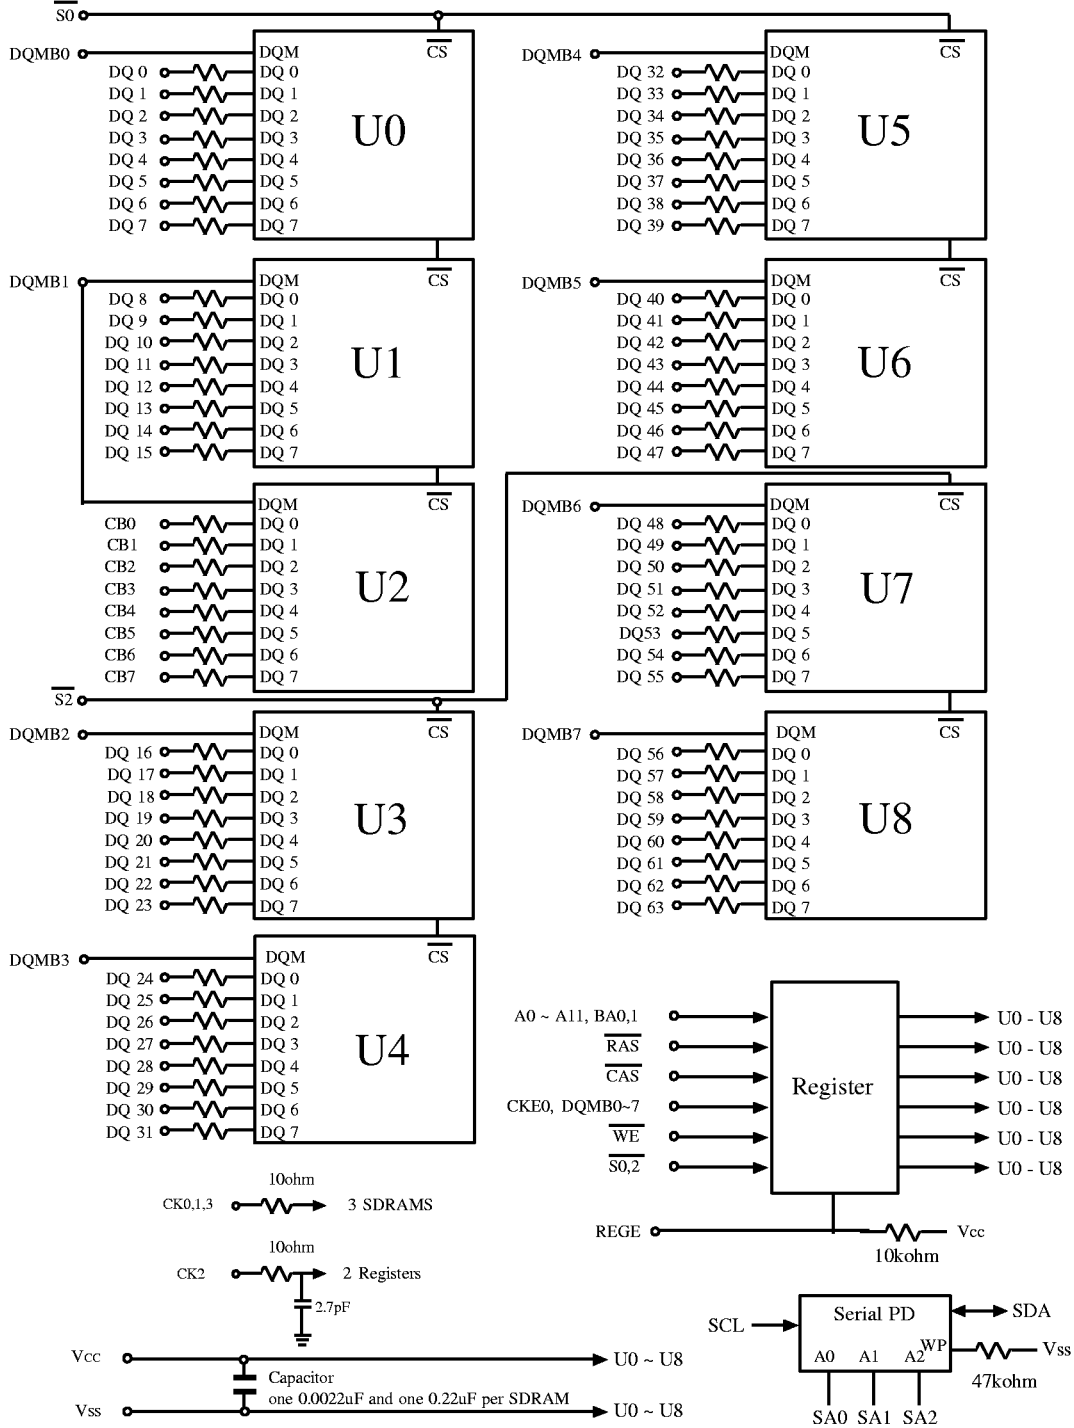 S0
DQMB0 DQM CS
DQ 0 DQ 0
DQ 1 DQ 1
DQ 2 DQ 2
DQ 3 DQ 3
DQ 4 DQ 4
DQ 5 DQ 5
DQ 6 DQ 6
DQ 7 DQ 7
U0
DQMB1 DQM CS
DQ 8 DQ 0
DQ 9 DQ 1
DQ 10 DQ 2
DQ 11 DQ 3
DQ 12 DQ 4
DQ 13 DQ 5
DQ 14 DQ 6
DQ 15 DQ 7
U1
DQM CS
CB0 DQ 0
CB1 DQ 1
CB2 DQ 2
CB3 DQ 3
CB4 DQ 4
CB5 DQ 5
CB6 DQ 6
CB7 DQ 7
U2
S2
DQMB2 DQM CS
DQ 16 DQ 0
DQ 17 DQ 1
DQ 18 DQ 2
DQ 19 DQ 3
DQ 20 DQ 4
DQ 21 DQ 5
DQ 22 DQ 6
DQ 23 DQ 7
U3
DQMB3 DQM CS
DQ 24 DQ 0
DQ 25 DQ 1
DQ 26 DQ 2
DQ 27 DQ 3
DQ 28 DQ 4
DQ 29 DQ 5
DQ 30 DQ 6
DQ 31 DQ 7
U4
DQMB4 DQM CS
DQ 32 DQ 0
DQ 33 DQ 1
DQ 34 DQ 2
DQ 35 DQ 3
DQ 36 DQ 4
DQ 37 DQ 5
DQ 38 DQ 6
DQ 39 DQ 7
U5
DQMB5 DQM CS
DQ 40 DQ 0
DQ 41 DQ 1
DQ 42 DQ 2
DQ 43 DQ 3
DQ 44 DQ 4
DQ 45 DQ 5
DQ 46 DQ 6
DQ 47 DQ 7
U6
DQMB6 DQM CS
DQ 48 DQ 0
DQ 49 DQ 1
DQ 50 DQ 2
DQ 51 DQ 3
DQ 52 DQ 4
DQ53 DQ 5
DQ 54 DQ 6
DQ 55 DQ 7
U7
DQMB7 DQM CS
DQ 56 DQ 0
DQ 57 DQ 1
DQ 58 DQ 2
DQ 59 DQ 3
DQ 60 DQ 4
DQ 61 DQ 5
DQ 62 DQ 6
DQ 63 DQ 7
U8
A0 ~ A11, BA0,1 U0 - U8
RAS U0 - U8
CAS U0 - U8
Register
CKE0, DQMB0~7 U0 - U8
WE U0 - U8
S0,2 U0 - U8
REGE Vcc
10kohm
10ohm
CK0,1,3 3 SDRAMS
10ohm
CK2 2 Registers
2.7pF
Vcc U0 ~ U8
Capacitor
one 0.0022uF and one 0.22uF per SDRAM
Vss U0 ~ U8
Serial PD
SCL SDA
WP Vss
A0 A1 A2
47kohm
SA0 SA1 SA2